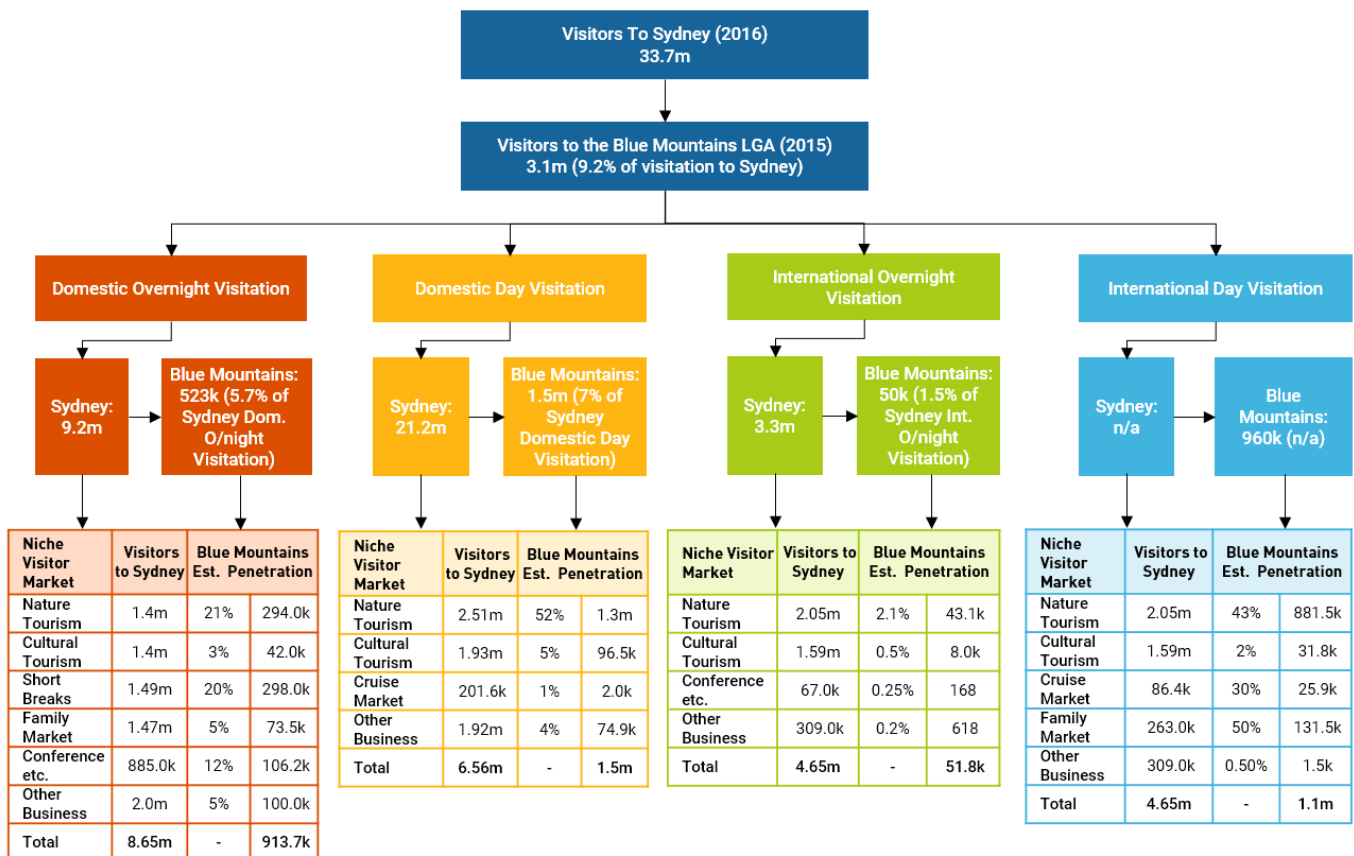 Visitors To Sydney (2016)
33.7m
Visitors to the Blue Mountains LGA (2015)
3.1m (9.2% of visitation to Sydney)
Domestic Overnight Visitation
Sydney:
9.2m
Blue Mountains:
523k (5.7% of
Sydney Dom.
O/night
Visitation)
Niche
Visitor
Market
Visitors
to Sydney
Blue Mountains
Est. Penetration
Nature
Tourism
1.4m 21% 294.0k
Cultural
Tourism
1.4m 3% 42.0k
Short
Breaks
1.49m 20% 298.0k
Family
Market
1.47m 5% 73.5k
Conference
etc.
885.0k 12% 106.2k
Other
Business
2.0m 5% 100.0k
Total 8.65m - 913.7k
Domestic Day Visitation
Sydney:
21.2m
Blue Mountains:
1.5m (7% of
Sydney
Domestic Day
Visitation)
Niche
Visitor
Market
Visitors
to Sydney
Blue Mountains
Est. Penetration
Nature
Tourism
2.51m 52% 1.3m
Cultural
Tourism
1.93m 5% 96.5k
Cruise
Market
201.6k 1% 2.0k
Other
Business
1.92m 4% 74.9k
Total 6.56m - 1.5m
International Overnight
Visitation
Sydney:
3.3m
Blue Mountains:
50k (1.5% of
Sydney Int.
O/night
Visitation)
Niche Visitor
Market
Visitors to
Sydney
Blue Mountains
Est. Penetration
Nature
Tourism
2.05m 2.1% 43.1k
Cultural
Tourism
1.59m 0.5% 8.0k
Conference
etc.
67.0k 0.25% 168
Other
Business
309.0k 0.2% 618
Total 4.65m - 51.8k
International Day Visitation
Sydney:
n/a
Blue
Mountains:
960k (n/a)
Niche
Visitor
Market
Visitors to
Sydney
Blue Mountains
Est. Penetration
Nature
Tourism
2.05m 43% 881.5k
Cultural
Tourism
1.59m 2% 31.8k
Cruise
Market
86.4k 30% 25.9k
Family
Market
263.0k 50% 131.5k
Other
Business
309.0k 0.50% 1.5k
Total 4.65m - 1.1m